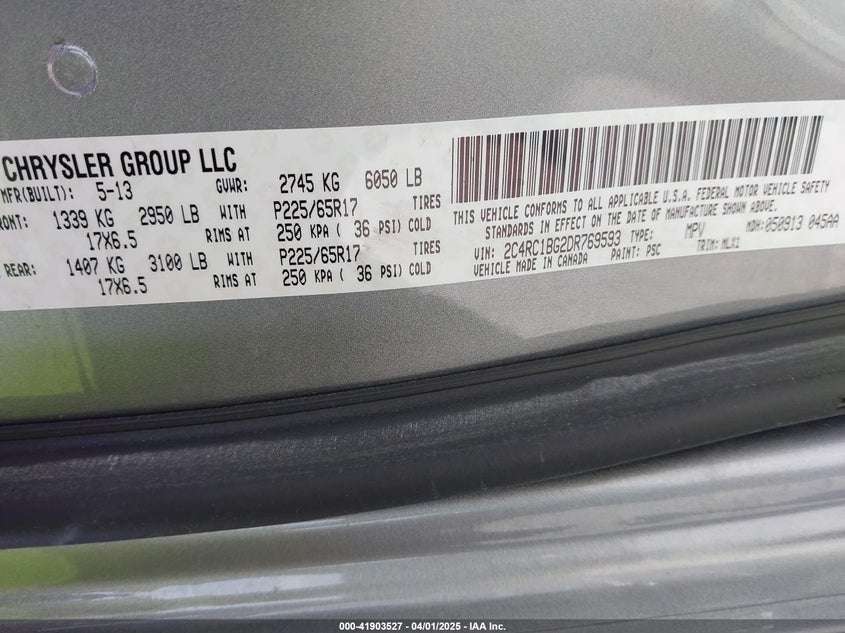 CHRYSLER GROUP LLC
MFR(BUILT): 5-13 GVWR: 2745 KG 6050 LB
RONT: 1339 KG 2950 LB WITH P225/65R17 TIRES
17X6.5 RIMS AT 250 KPA ( 36 PSI) COLD
REAR: 1407 KG 3100 LB WITH P225/65R17 TIRES
17X6.5 RIMS AT 250 KPA ( 36 PSI) COLD
THIS VEHICLE CONFORMS TO ALL APPLICABLE U.S.A. FEDERAL MOTOR VEHICLE SAFETY
STANDARDS IN EFFECT ON THE DATE OF MANUFACTURE SHOWN ABOVE.
VIN: 2C4RC1BG2DR769593 TYPE: MPV MDH:050913 045AA
VEHICLE MADE IN CANADA PAINT: PSC TRIM: MLX1
000-41903527 - 04/01/2025 - IAA Inc.